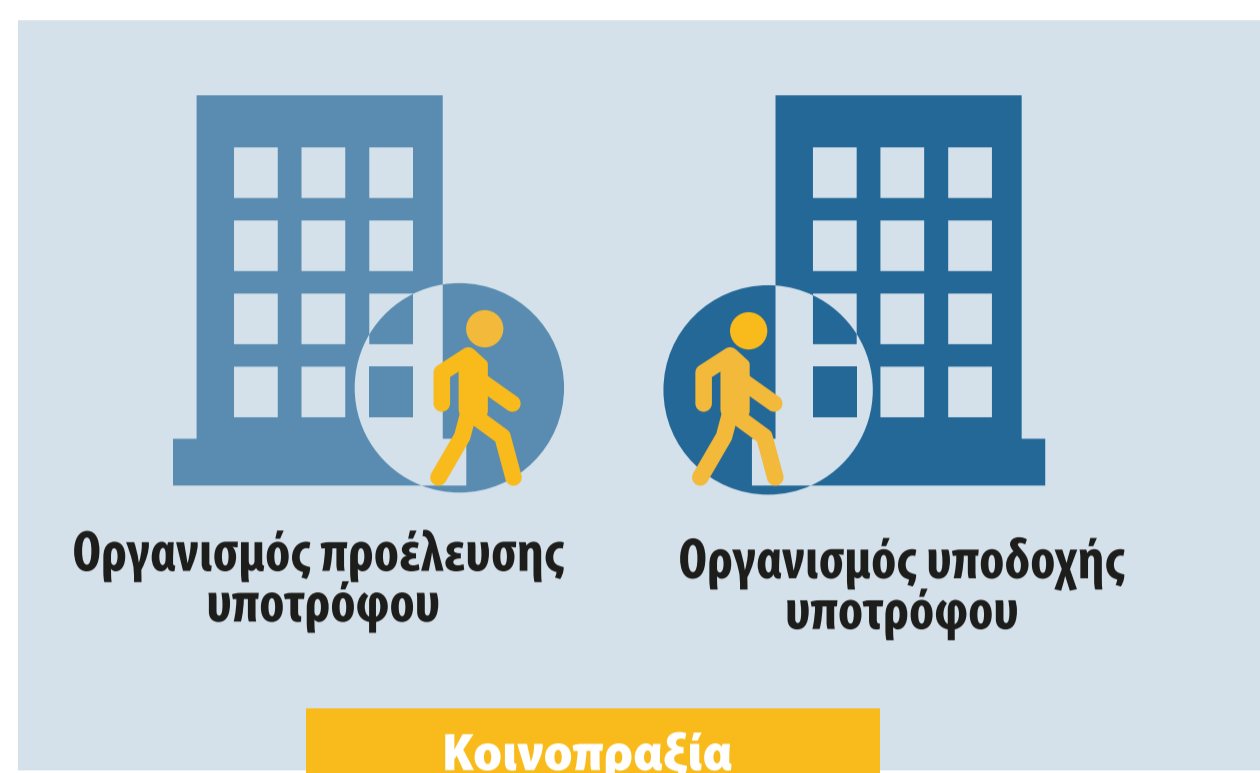 Οργανισμός προέλευσης
υποτρόφου
Οργανισμός υποδοχής
υποτρόφου
Κοινοπραξία